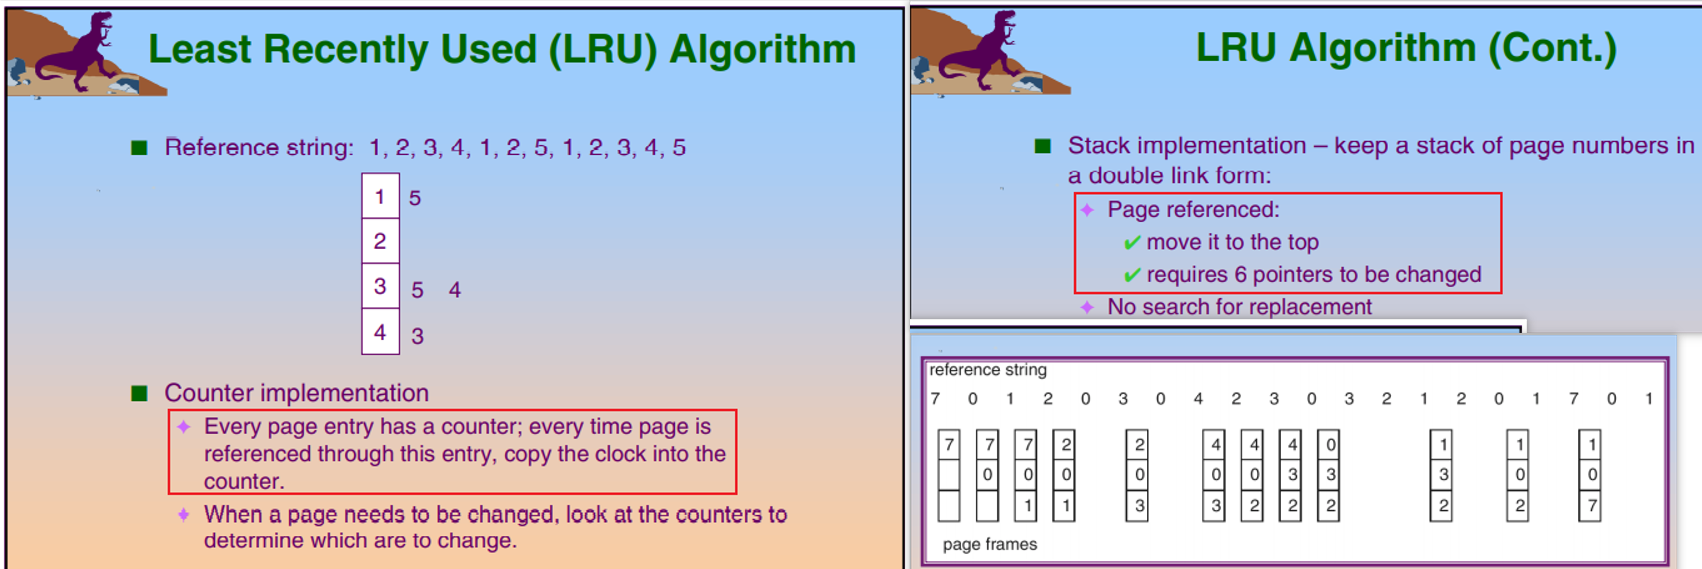 Least Recently Used (LRU) Algorithm
Reference string: 1, 2, 3, 4, 1, 2, 5, 1, 2, 3, 4, 5
1 5
2
3 5 4
4 3
Counter implementation
Every page entry has a counter; every time page is
referenced through this entry, copy the clock into the
counter.
When a page needs to be changed, look at the counters to
determine which are to change.
LRU Algorithm (Cont.)
Stack implementation – keep a stack of page numbers in
a double link form:
Page referenced:
move it to the top
requires 6 pointers to be changed
No search for replacement
reference string
7 0 1 2 0 3 0 4 2 3 0 3 2 1 2 0 1 7 0 1
7 7 7 2 2 4 4 4 0 1 1 1
0 0 0 0 0 0 3 3 3 0 0
1 1 3 3 2 2 2 2 2 7
page frames